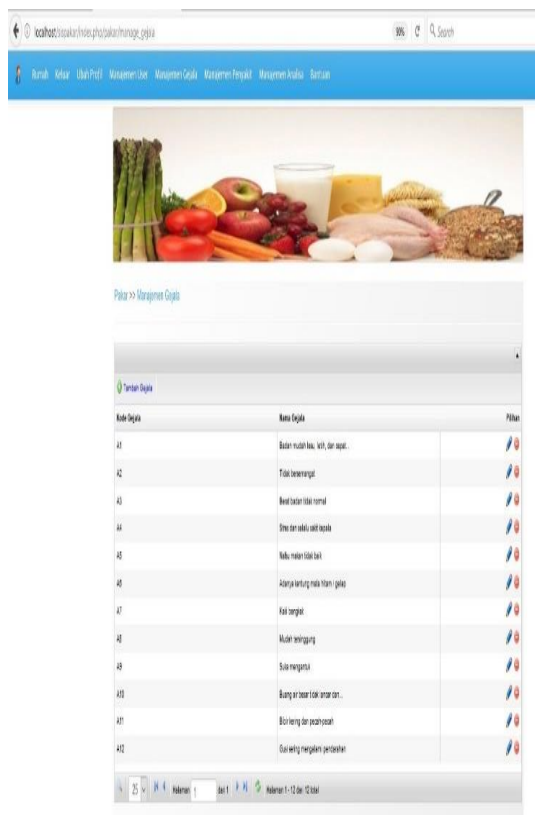 localhost/sispakar/index.php/pakar/manage_gejala 90% Search
Rumah Keluar Ubah Profil Manajemen User Manajemen Gejala Manajemen Penyakit Manajemen Analisa Bantuan
Pakar >> Manajemen Gejala
Tambah Gejala
Kode Gejala Nama Gejala Pilihan
A1 Badan mudah lesu, letih, dan cepat...
A2 Tidak bersemangat
A3 Berat badan tidak normal
A4 Stres dan selalu sakit kepala
A5 Nafsu makan tidak baik
A6 Adanya kantung mata hitam / gelap
A7 Kaki bengkak
A8 Mudah tersinggung
A9 Suka mengantuk
A10 Buang air besar tidak lancar dan...
A11 Bibir kering dan pecah-pecah
A12 Gusi sering mengalami pendarahan
25 Halaman 1 dari 1 Halaman 1 - 12 dari 12 total